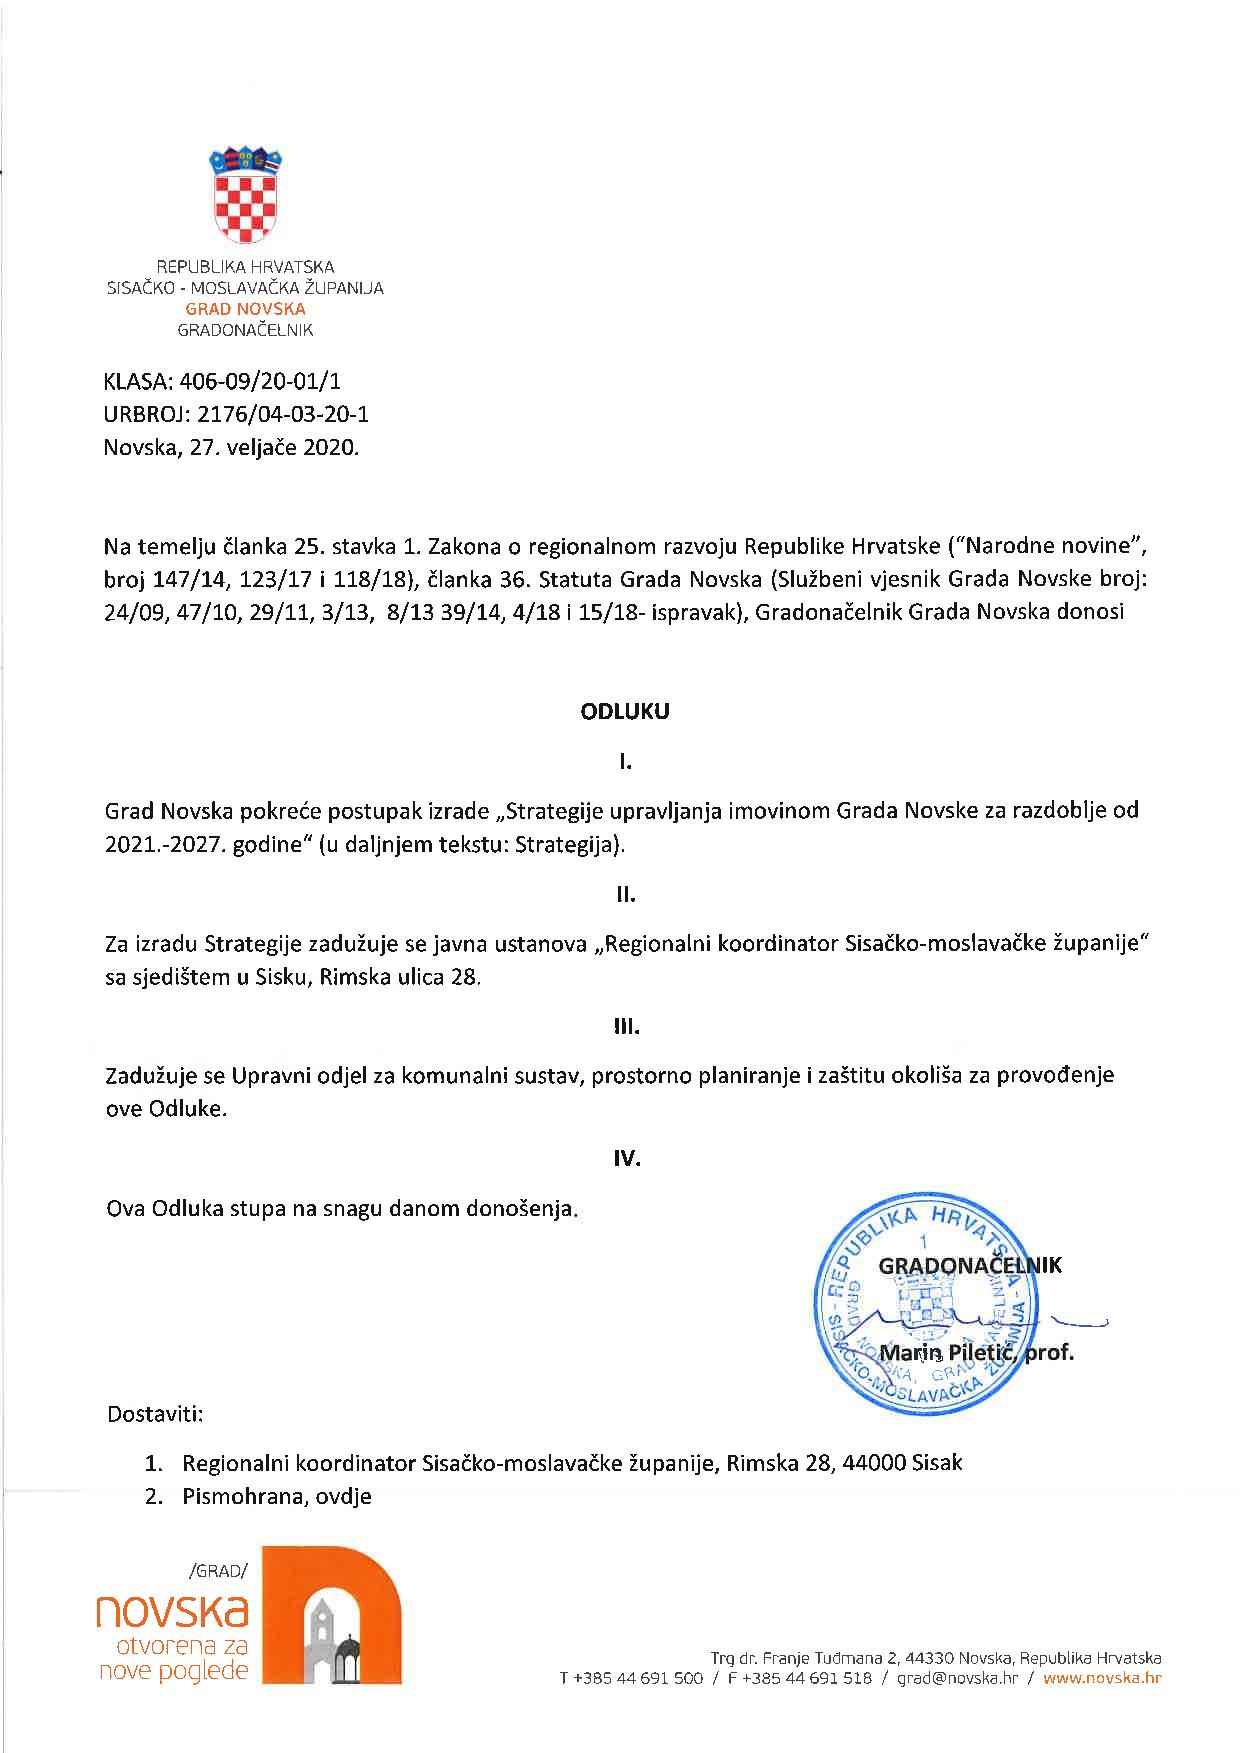 REPUBLIKA HRVATSKA
SISAČKO - MOSLAVAČKA ŽUPANIJA
GRAD NOVSKA
GRADONAČELNIK
KLASA: 406-09/20-01/1
URBROJ: 2176/04-03-20-1
Novska, 27. veljače 2020.
Na temelju članka 25. stavka 1. Zakona o regionalnom razvoju Republike Hrvatske (“Narodne novine”,
broj 147/14, 123/17 i 118/18), članka 36. Statuta Grada Novska (Službeni vjesnik Grada Novske broj:
24/09, 47/10, 29/11, 3/13, 8/13 39/14, 4/18 i 15/18- ispravak), Gradonačelnik Grada Novska donosi
ODLUKU
I.
Grad Novska pokreće postupak izrade „Strategije upravljanja imovinom Grada Novske za razdoblje od
2021.-2027. godine“ (u daljnjem tekstu: Strategija).
II.
Za izradu Strategije zadužuje se javna ustanova „Regionalni koordinator Sisačko-moslavačke županije“
sa sjedištem u Sisku, Rimska ulica 28.
III.
Zadužuje se Upravni odjel za komunalni sustav, prostorno planiranje i zaštitu okoliša za provođenje
ove Odluke.
IV.
Ova Odluka stupa na snagu danom donošenja.
REPUBLIKA HRVATSKA - SISAČKO-MOSLAVAČKA ŽUPANIJA
1
GRADONAČELNIK
Marin Piletić, prof.
Dostaviti:
1. Regionalni koordinator Sisačko-moslavačke županije, Rimska 28, 44000 Sisak
2. Pismohrana, ovdje
/GRAD/
novska
otvorena za
nove poglede
Trg dr. Franje Tuđmana 2, 44330 Novska, Republika Hrvatska
T +385 44 691 500 / F +385 44 691 518 / grad@novska.hr / www.novska.hr